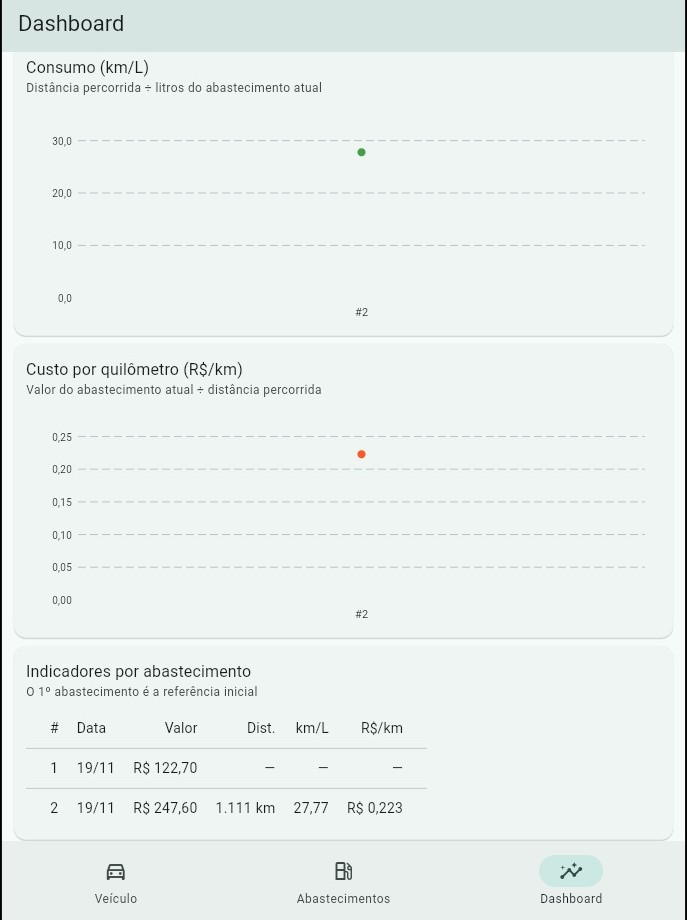 Dashboard
Consumo (km/L)
Distância percorrida ÷ litros do abastecimento atual
30,0
20,0
10,0
0,0
#2
Custo por quilômetro (R$/km)
Valor do abastecimento atual ÷ distância percorrida
0,25
0,20
0,15
0,10
0,05
0,00
#2
Indicadores por abastecimento
O 1º abastecimento é a referência inicial
# Data Valor Dist. km/L R$/km
1 19/11 R$ 122,70 — — —
2 19/11 R$ 247,60 1.111 km 27,77 R$ 0,223
Veículo Abastecimentos Dashboard